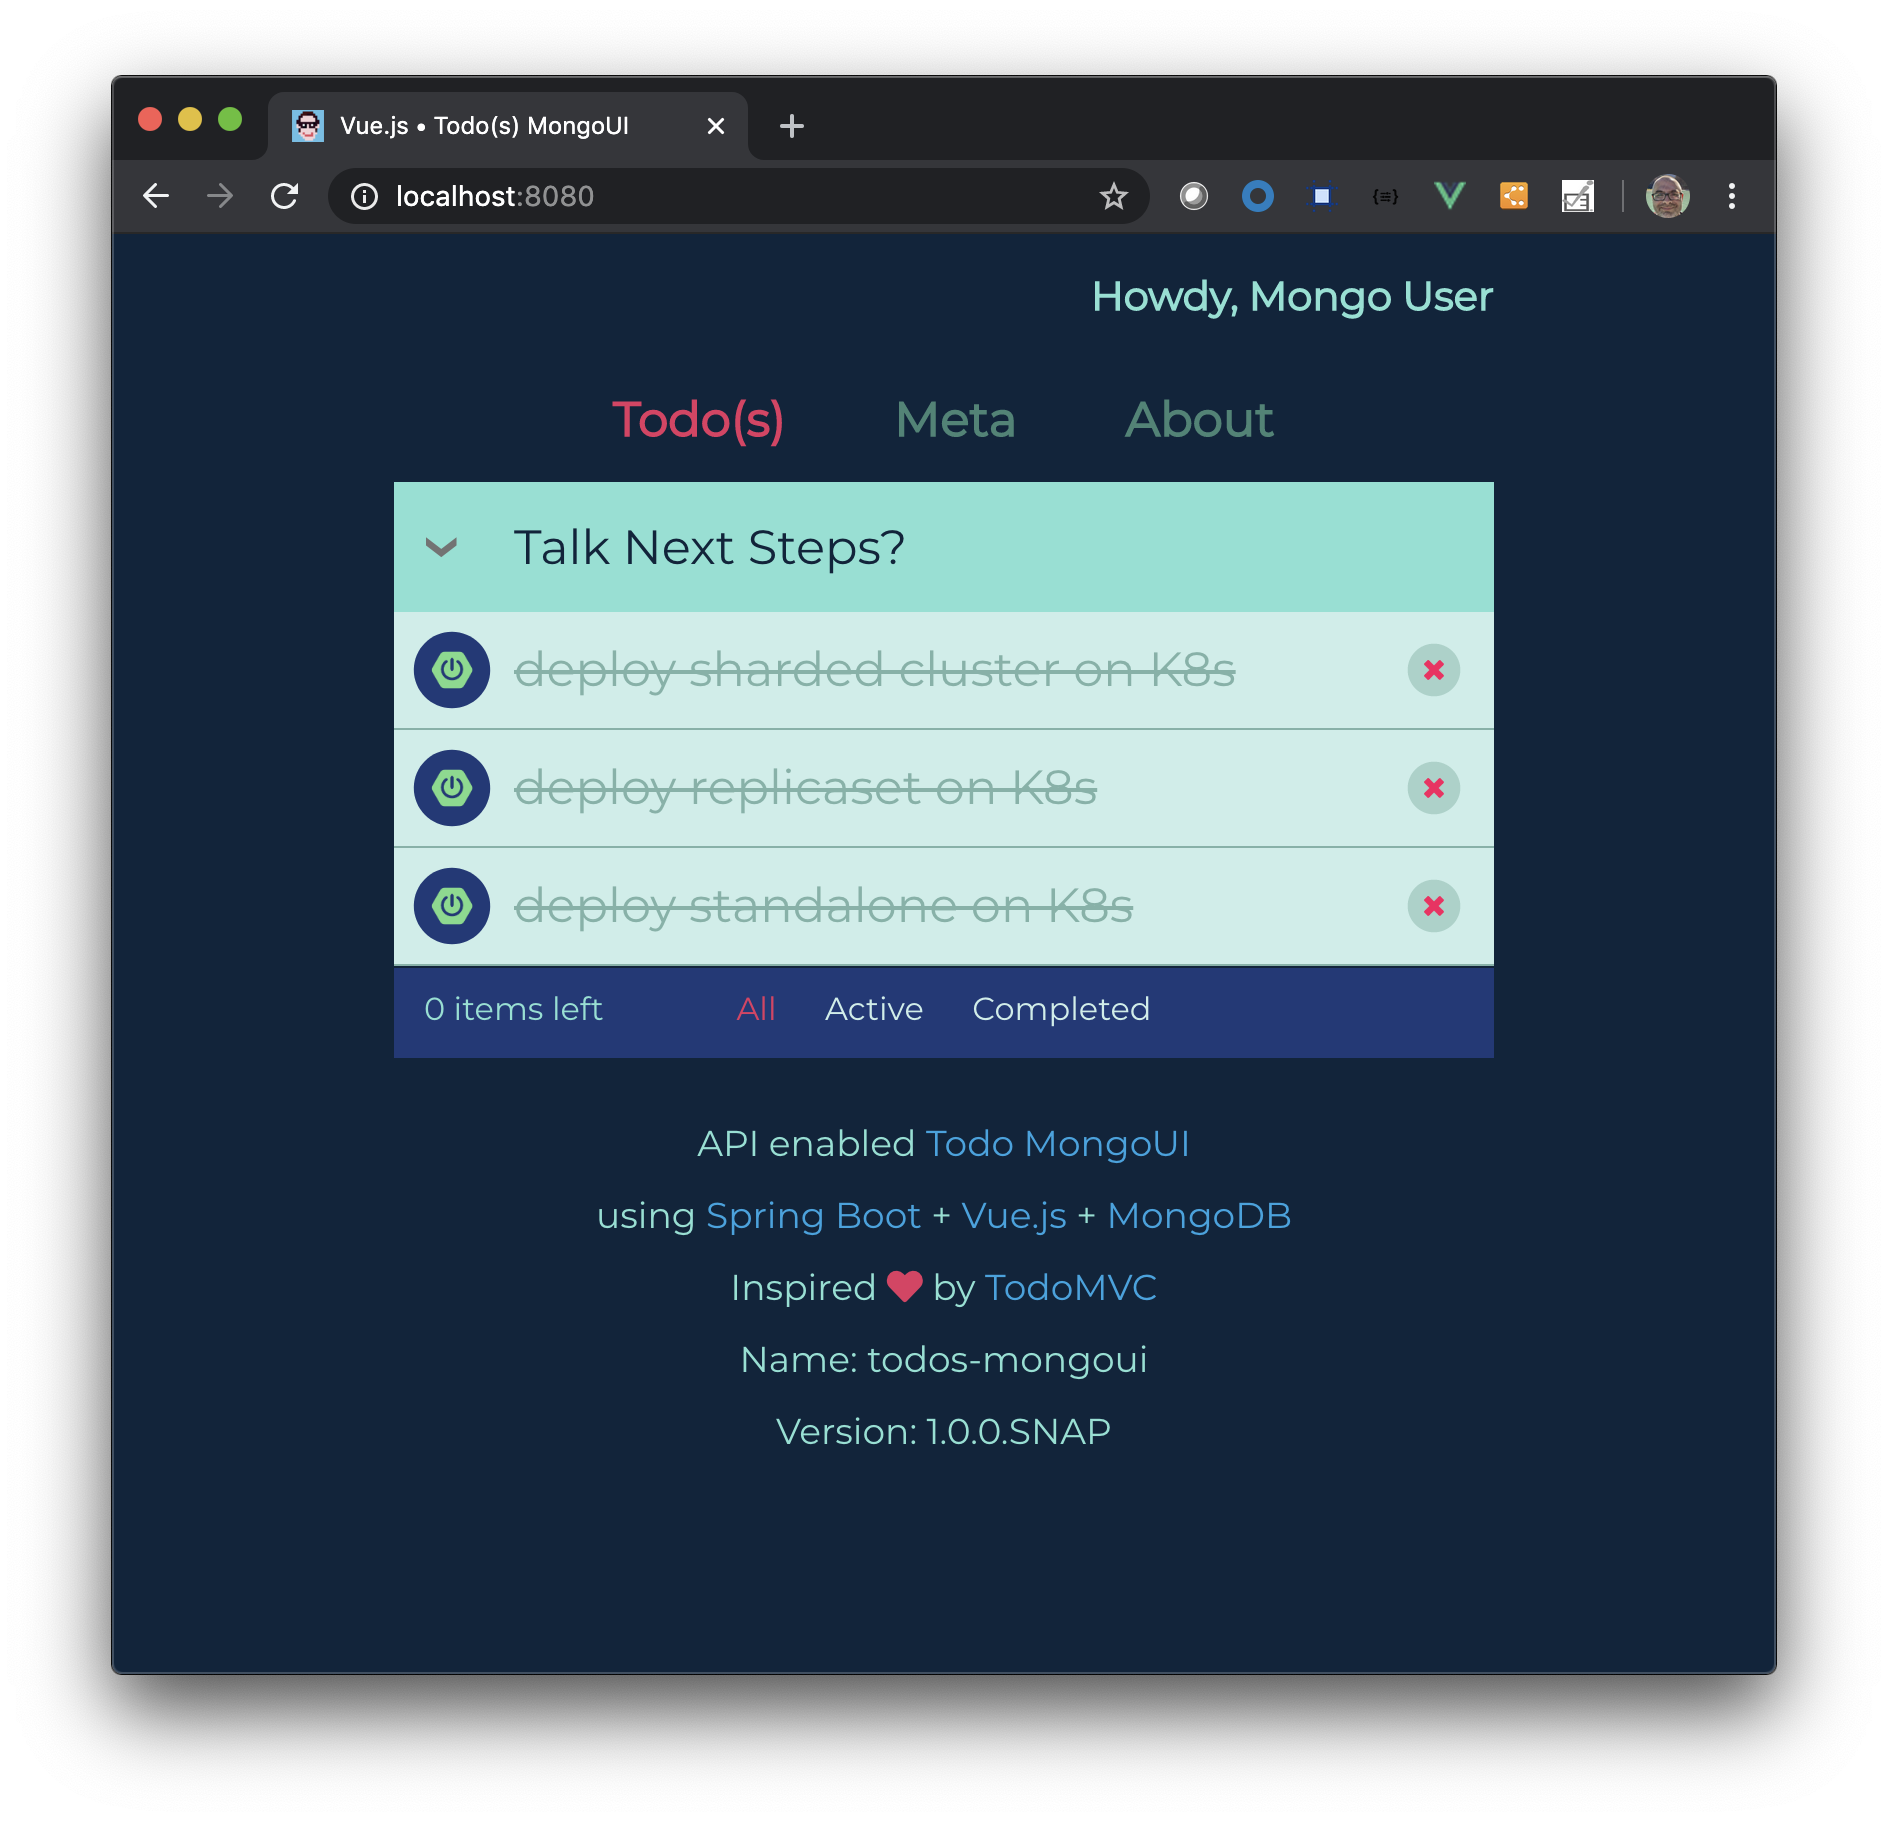 Vue.js • Todo(s) MongoUI
localhost:8080
{≡}
Howdy, Mongo User
Todo(s) Meta About
Talk Next Steps?
deploy sharded cluster on K8s
deploy replicaset on K8s
deploy standalone on K8s
0 items left All Active Completed
API enabled Todo MongoUI
using Spring Boot + Vue.js + MongoDB
Inspired ❤ by TodoMVC
Name: todos-mongoui
Version: 1.0.0.SNAP